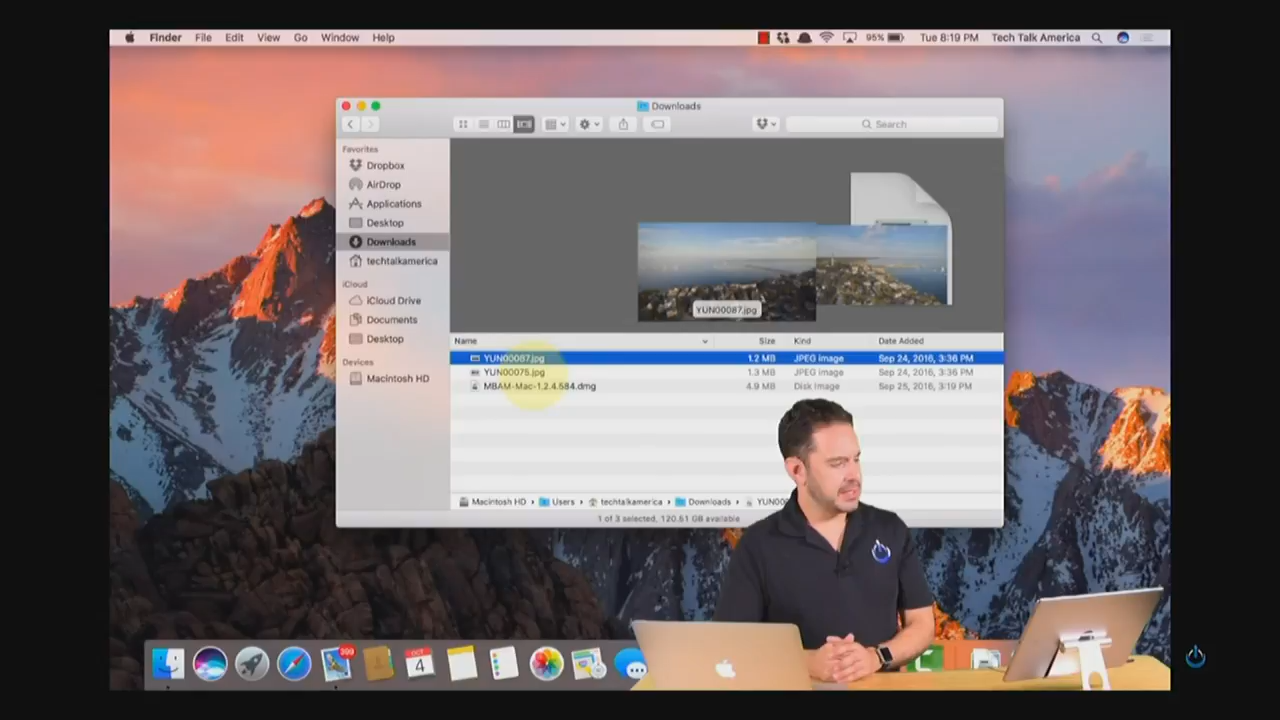 Finder File Edit View Go Window Help 95% Tue 8:19 PM Tech Talk America
Downloads
Search
Favorites
Dropbox
AirDrop
Applications
Desktop
Downloads
techtalkamerica
iCloud
iCloud Drive
Documents
Desktop
Devices
Macintosh HD
YUN00087.jpg
Name Size Kind Date Added
YUN00087.jpg 1.2 MB JPEG image Sep 24, 2016, 3:36 PM
YUN00075.jpg 1.3 MB JPEG image Sep 24, 2016, 3:36 PM
MBAM-Mac-1.2.4.584.dmg 4.9 MB Disk Image Sep 25, 2016, 3:19 PM
Macintosh HD Users techtalkamerica Downloads YUN00
1 of 3 selected, 120.51 GB available
399
OCT
4